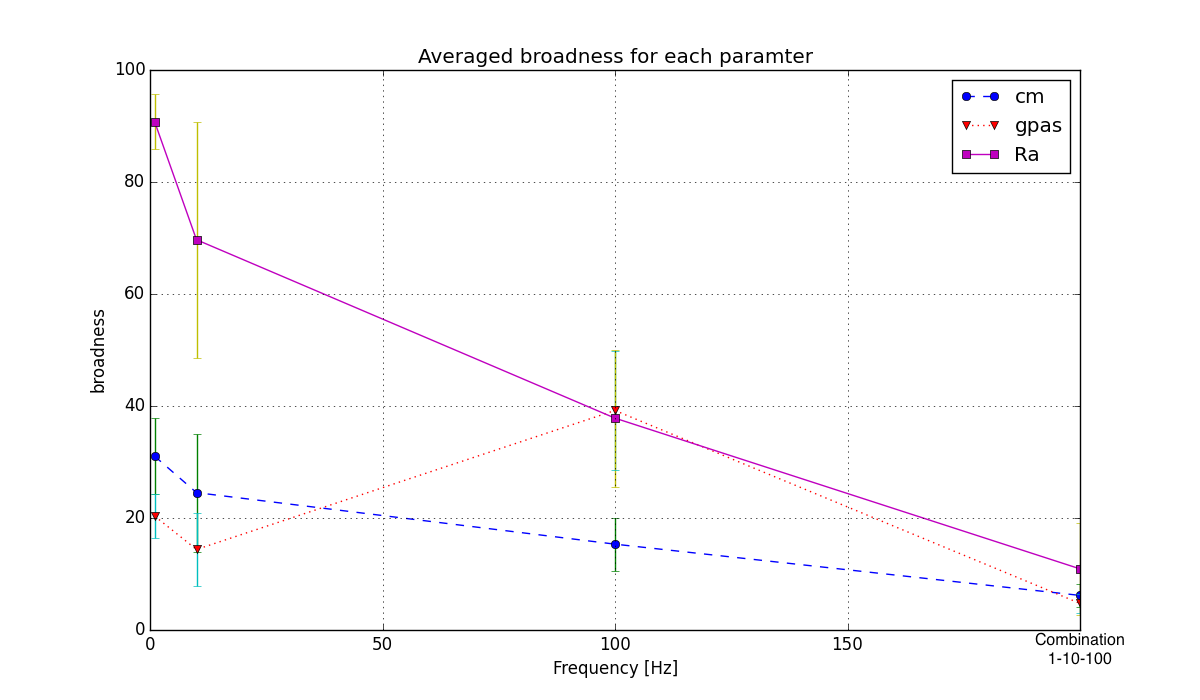 Averaged broadness for each paramter
100
80
60
40
20
0
broadness
cm
gpas
Ra
0
50
100
150
Combination
1-10-100
Frequency [Hz]